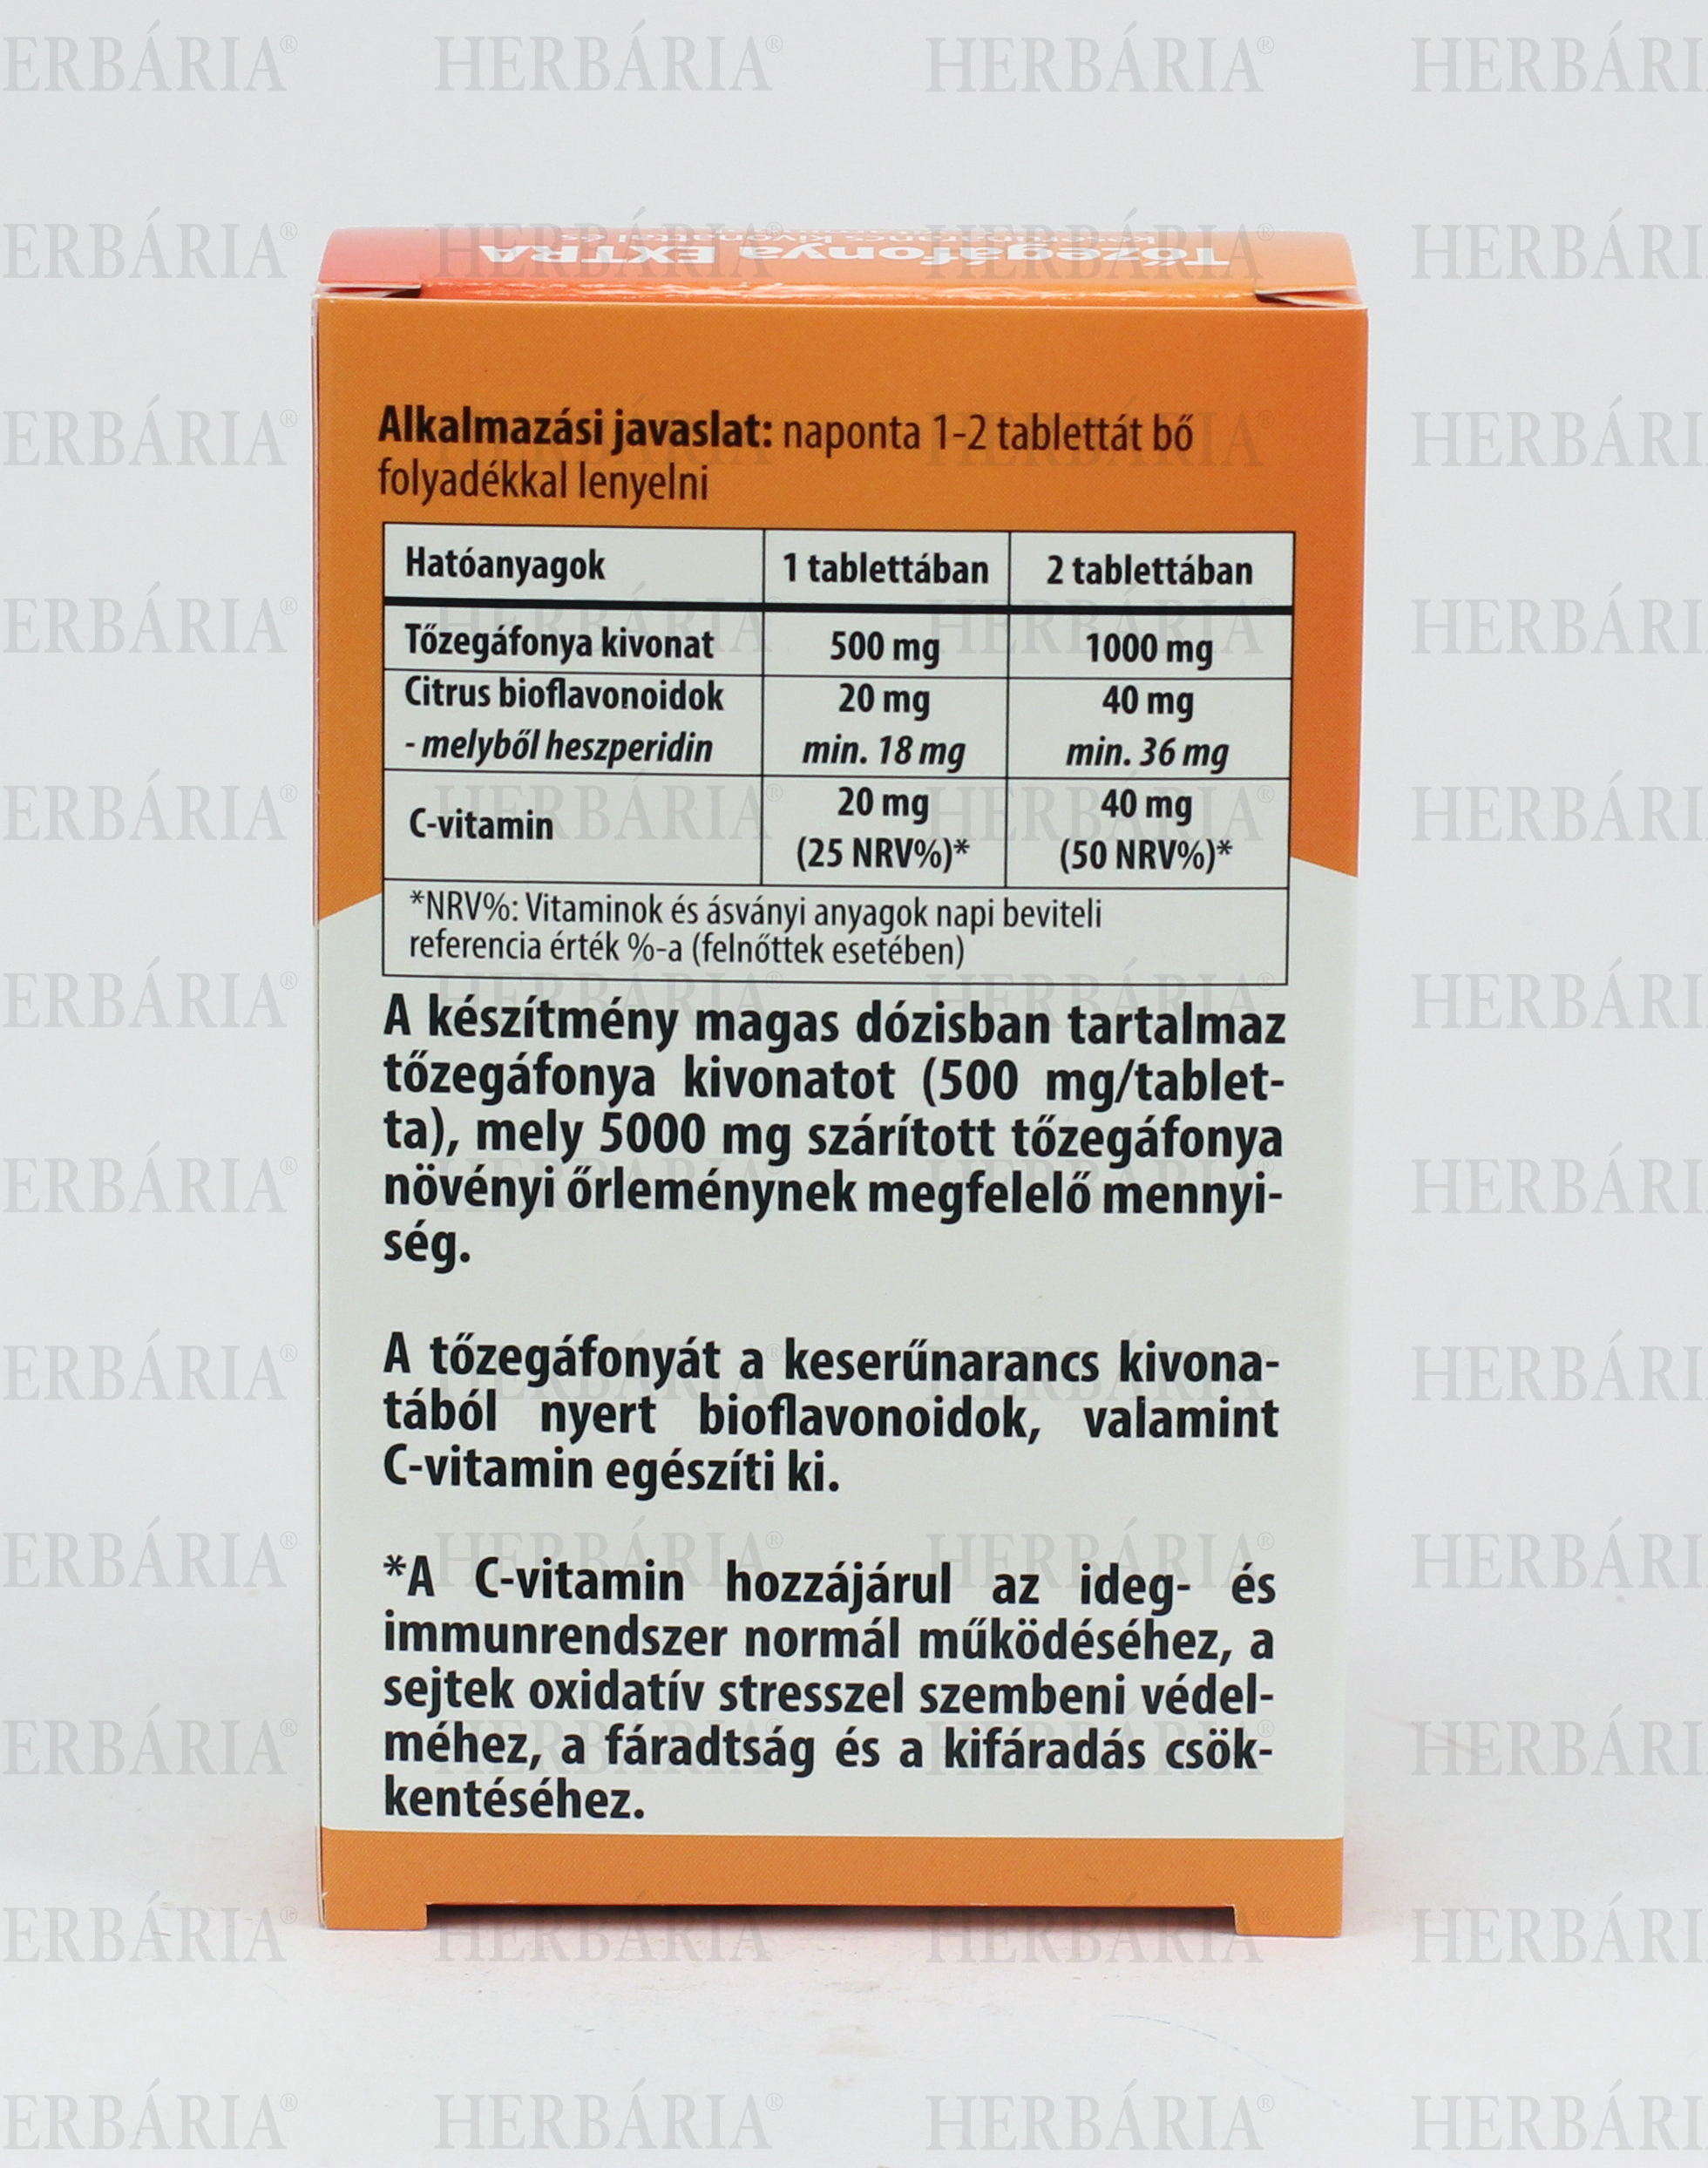 HERBÁRIA®
Tőzegáfonya EXTRA
Alkalmazási javaslat: naponta 1-2 tablettát bő
folyadékkal lenyelni
Hatóanyagok 1 tablettában 2 tablettában
Tőzegáfonya kivonat 500 mg 1000 mg
Citrus bioflavonoidok 20 mg 40 mg
- melyből heszperidin min. 18 mg min. 36 mg
C-vitamin 20 mg (25 NRV%)* 40 mg (50 NRV%)*
*NRV%: Vitaminok és ásványi anyagok napi beviteli
referencia érték %-a (felnőttek esetében)
A készítmény magas dózisban tartalmaz
tőzegáfonya kivonatot (500 mg/tablet-
ta), mely 5000 mg szárított tőzegáfonya
növényi őrleménynek megfelelő mennyi-
ség.
A tőzegáfonyát a keserűnarancs kivona-
tából nyert bioflavonoidok, valamint
C-vitamin egészíti ki.
*A C-vitamin hozzájárul az ideg- és
immunrendszer normál működéséhez, a
sejtek oxidatív stresszel szembeni védel-
méhez, a fáradtság és a kifáradás csök-
kentéséhez.